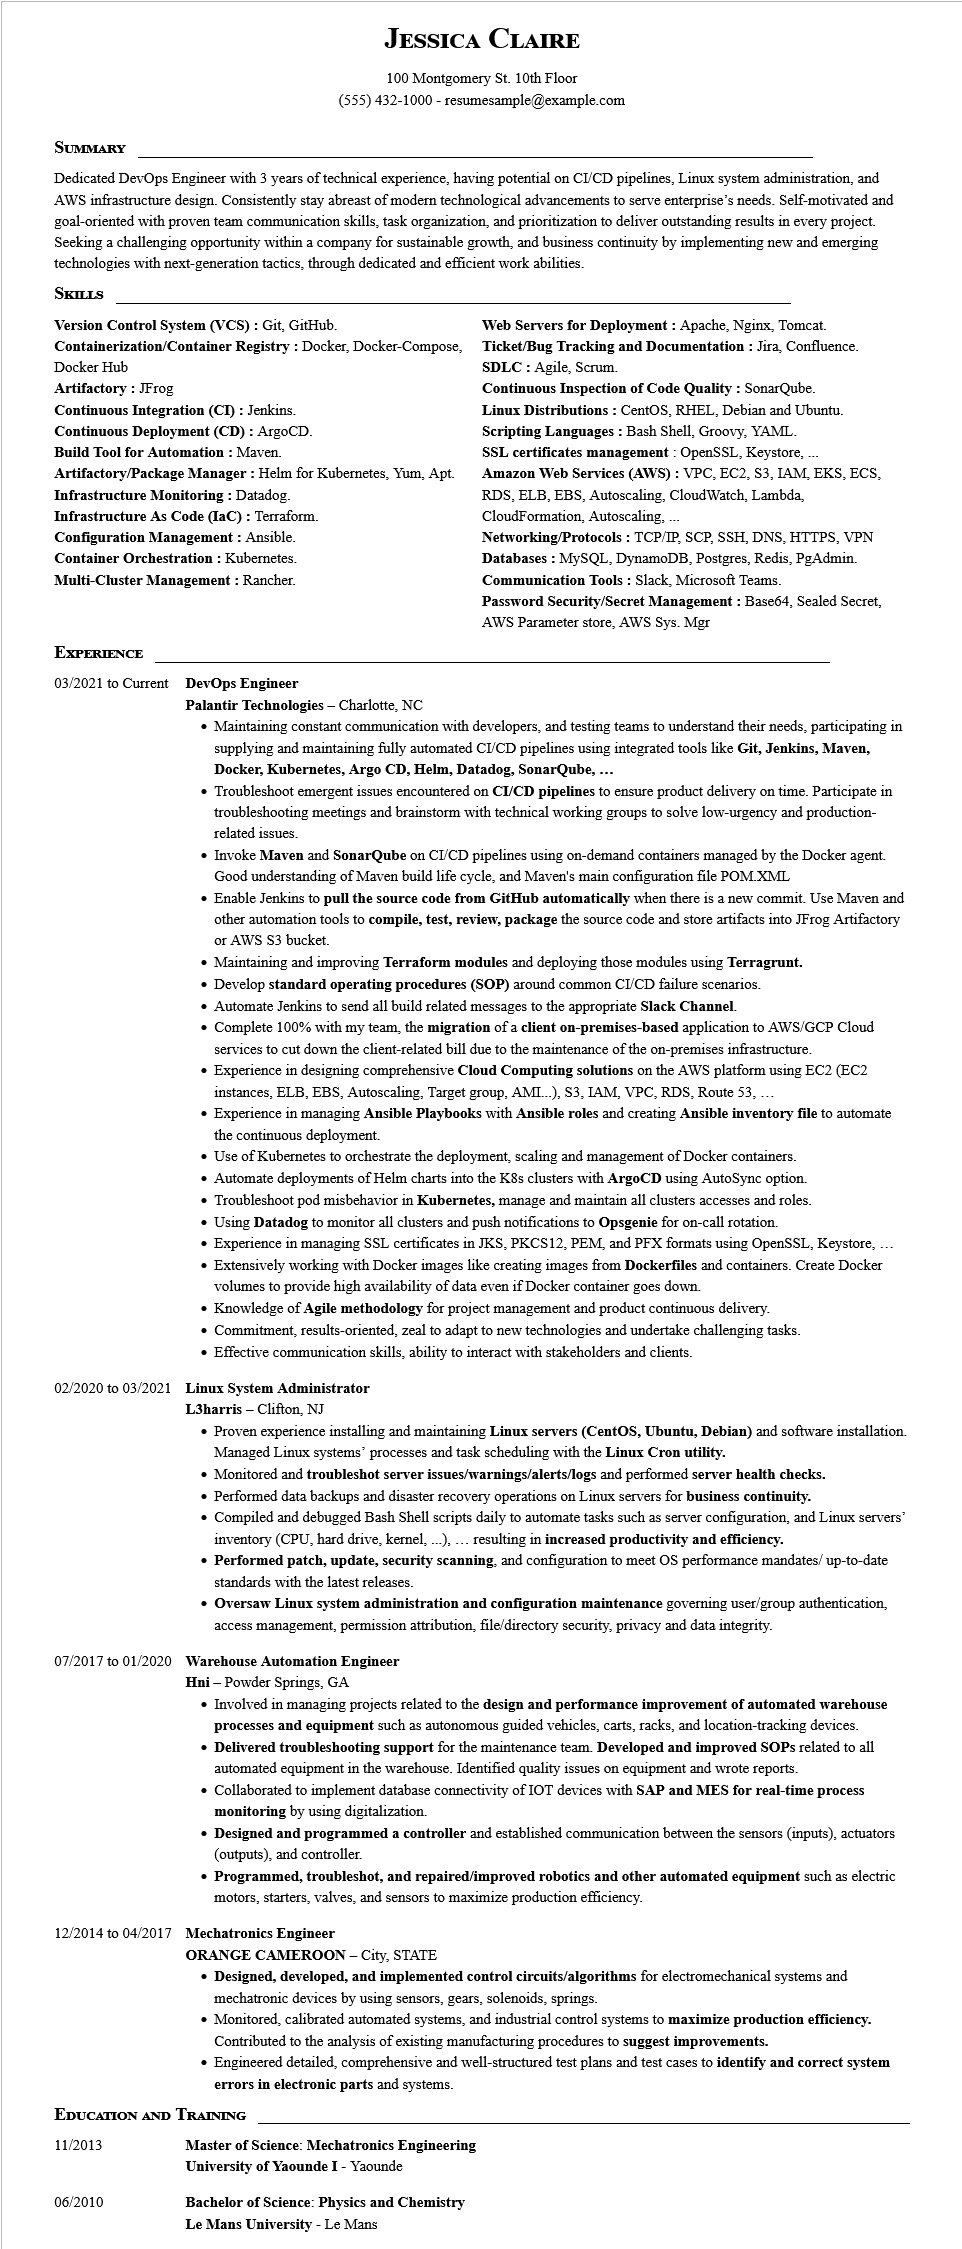 Jessica Claire
100 Montgomery St. 10th Floor
(555) 432-1000 - resumesample@example.com
Summary
Dedicated DevOps Engineer with 3 years of technical experience, having potential on CI/CD pipelines, Linux system administration, and
AWS infrastructure design. Consistently stay abreast of modern technological advancements to serve enterprise’s needs. Self-motivated and
goal-oriented with proven team communication skills, task organization, and prioritization to deliver outstanding results in every project.
Seeking a challenging opportunity within a company for sustainable growth, and business continuity by implementing new and emerging
technologies with next-generation tactics, through dedicated and efficient work abilities.
Skills
Version Control System (VCS) : Git, GitHub.
Containerization/Container Registry : Docker, Docker-Compose,
Docker Hub
Artifactory : JFrog
Continuous Integration (CI) : Jenkins.
Continuous Deployment (CD) : ArgoCD.
Build Tool for Automation : Maven.
Artifactory/Package Manager : Helm for Kubernetes, Yum, Apt.
Infrastructure Monitoring : Datadog.
Infrastructure As Code (IaC) : Terraform.
Configuration Management : Ansible.
Container Orchestration : Kubernetes.
Multi-Cluster Management : Rancher.
Web Servers for Deployment : Apache, Nginx, Tomcat.
Ticket/Bug Tracking and Documentation : Jira, Confluence.
SDLC : Agile, Scrum.
Continuous Inspection of Code Quality : SonarQube.
Linux Distributions : CentOS, RHEL, Debian and Ubuntu.
Scripting Languages : Bash Shell, Groovy, YAML.
SSL certificates management : OpenSSL, Keystore, ...
Amazon Web Services (AWS) : VPC, EC2, S3, IAM, EKS, ECS,
RDS, ELB, EBS, Autoscaling, CloudWatch, Lambda,
CloudFormation, Autoscaling, ...
Networking/Protocols : TCP/IP, SCP, SSH, DNS, HTTPS, VPN
Databases : MySQL, DynamoDB, Postgres, Redis, PgAdmin.
Communication Tools : Slack, Microsoft Teams.
Password Security/Secret Management : Base64, Sealed Secret,
AWS Parameter store, AWS Sys. Mgr
Experience
03/2021 to Current DevOps Engineer
Palantir Technologies – Charlotte, NC
• Maintaining constant communication with developers, and testing teams to understand their needs, participating in
supplying and maintaining fully automated CI/CD pipelines using integrated tools like Git, Jenkins, Maven,
Docker, Kubernetes, Argo CD, Helm, Datadog, SonarQube, …
• Troubleshoot emergent issues encountered on CI/CD pipelines to ensure product delivery on time. Participate in
troubleshooting meetings and brainstorm with technical working groups to solve low-urgency and production-
related issues.
• Invoke Maven and SonarQube on CI/CD pipelines using on-demand containers managed by the Docker agent.
Good understanding of Maven build life cycle, and Maven's main configuration file POM.XML
• Enable Jenkins to pull the source code from GitHub automatically when there is a new commit. Use Maven and
other automation tools to compile, test, review, package the source code and store artifacts into JFrog Artifactory
or AWS S3 bucket.
• Maintaining and improving Terraform modules and deploying those modules using Terragrunt.
• Develop standard operating procedures (SOP) around common CI/CD failure scenarios.
• Automate Jenkins to send all build related messages to the appropriate Slack Channel.
• Complete 100% with my team, the migration of a client on-premises-based application to AWS/GCP Cloud
services to cut down the client-related bill due to the maintenance of the on-premises infrastructure.
• Experience in designing comprehensive Cloud Computing solutions on the AWS platform using EC2 (EC2
instances, ELB, EBS, Autoscaling, Target group, AMI...), S3, IAM, VPC, RDS, Route 53, …
• Experience in managing Ansible Playbooks with Ansible roles and creating Ansible inventory file to automate
the continuous deployment.
• Use of Kubernetes to orchestrate the deployment, scaling and management of Docker containers.
• Automate deployments of Helm charts into the K8s clusters with ArgoCD using AutoSync option.
• Troubleshoot pod misbehavior in Kubernetes, manage and maintain all clusters accesses and roles.
• Using Datadog to monitor all clusters and push notifications to Opsgenie for on-call rotation.
• Experience in managing SSL certificates in JKS, PKCS12, PEM, and PFX formats using OpenSSL, Keystore, …
• Extensively working with Docker images like creating images from Dockerfiles and containers. Create Docker
volumes to provide high availability of data even if Docker container goes down.
• Knowledge of Agile methodology for project management and product continuous delivery.
• Commitment, results-oriented, zeal to adapt to new technologies and undertake challenging tasks.
• Effective communication skills, ability to interact with stakeholders and clients.
02/2020 to 03/2021 Linux System Administrator
L3harris – Clifton, NJ
• Proven experience installing and maintaining Linux servers (CentOS, Ubuntu, Debian) and software installation.
Managed Linux systems’ processes and task scheduling with the Linux Cron utility.
• Monitored and troubleshot server issues/warnings/alerts/logs and performed server health checks.
• Performed data backups and disaster recovery operations on Linux servers for business continuity.
• Compiled and debugged Bash Shell scripts daily to automate tasks such as server configuration, and Linux servers’
inventory (CPU, hard drive, kernel, ...), … resulting in increased productivity and efficiency.
• Performed patch, update, security scanning, and configuration to meet OS performance mandates/ up-to-date
standards with the latest releases.
• Oversaw Linux system administration and configuration maintenance governing user/group authentication,
access management, permission attribution, file/directory security, privacy and data integrity.
07/2017 to 01/2020 Warehouse Automation Engineer
Hni – Powder Springs, GA
• Involved in managing projects related to the design and performance improvement of automated warehouse
processes and equipment such as autonomous guided vehicles, carts, racks, and location-tracking devices.
• Delivered troubleshooting support for the maintenance team. Developed and improved SOPs related to all
automated equipment in the warehouse. Identified quality issues on equipment and wrote reports.
• Collaborated to implement database connectivity of IOT devices with SAP and MES for real-time process
monitoring by using digitalization.
• Designed and programmed a controller and established communication between the sensors (inputs), actuators
(outputs), and controller.
• Programmed, troubleshot, and repaired/improved robotics and other automated equipment such as electric
motors, starters, valves, and sensors to maximize production efficiency.
12/2014 to 04/2017 Mechatronics Engineer
ORANGE CAMEROON – City, STATE
• Designed, developed, and implemented control circuits/algorithms for electromechanical systems and
mechatronic devices by using sensors, gears, solenoids, springs.
• Monitored, calibrated automated systems, and industrial control systems to maximize production efficiency.
Contributed to the analysis of existing manufacturing procedures to suggest improvements.
• Engineered detailed, comprehensive and well-structured test plans and test cases to identify and correct system
errors in electronic parts and systems.
Education and Training
11/2013 Master of Science: Mechatronics Engineering
University of Yaounde I - Yaounde
06/2010 Bachelor of Science: Physics and Chemistry
Le Mans University - Le Mans